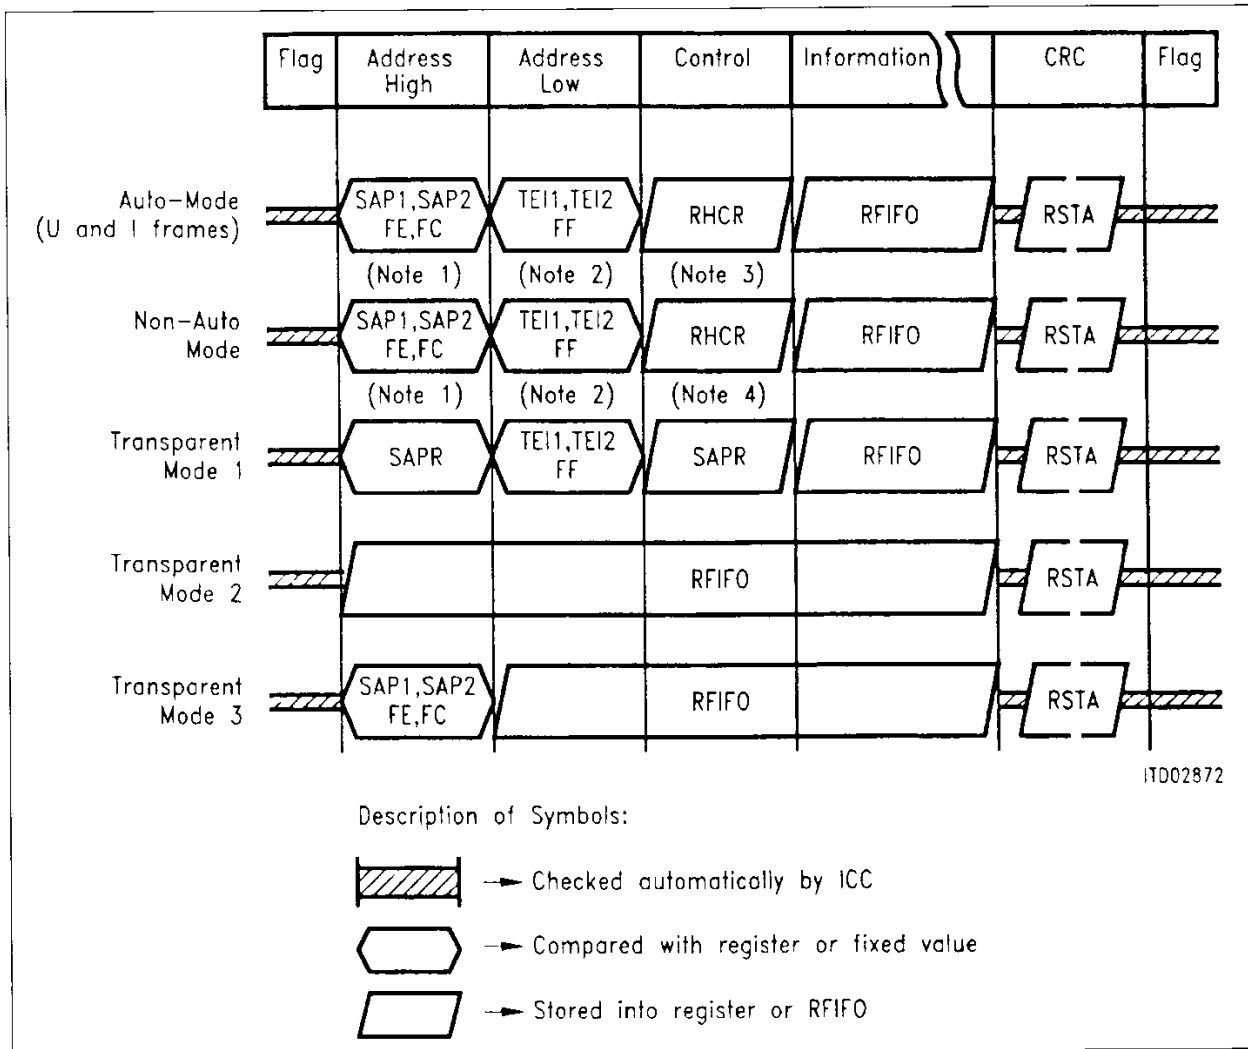 Flag Address High Address Low Control Information CRC Flag
Auto-Mode (U and I frames)
SAP1,SAP2 FE,FC
TEI1,TEI2 FF
RHCR
RFIFO
RSTA
(Note 1) (Note 2) (Note 3)
Non-Auto Mode
SAP1,SAP2 FE,FC
TEI1,TEI2 FF
RHCR
RFIFO
RSTA
(Note 1) (Note 2) (Note 4)
Transparent Mode 1
SAPR
TEI1,TEI2 FF
SAPR
RFIFO
RSTA
Transparent Mode 2
RFIFO
RSTA
Transparent Mode 3
SAP1,SAP2 FE,FC
RFIFO
RSTA
ITD02872
Description of Symbols:
Checked automatically by ICC
Compared with register or fixed value
Stored into register or RFIFO